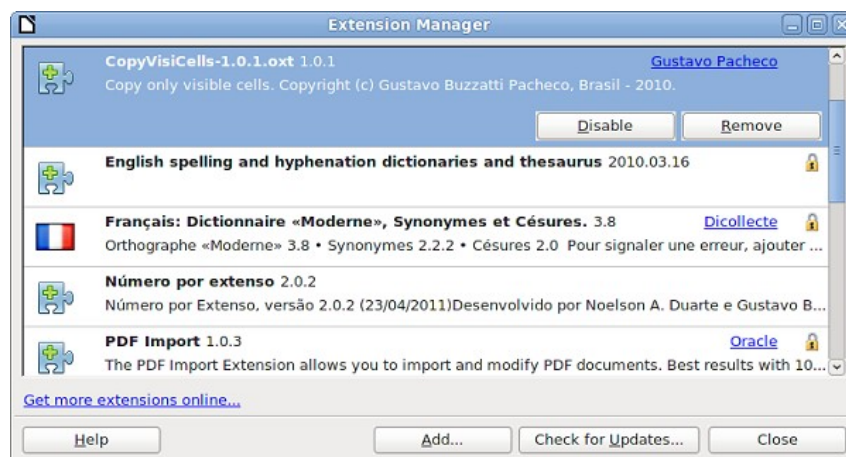 Extension Manager
CopyVisiCells-1.0.1.oxt 1.0.1 Gustavo Pacheco
Copy only visible cells. Copyright (c) Gustavo Buzzatti Pacheco, Brasil - 2010.
Disable Remove
English spelling and hyphenation dictionaries and thesaurus 2010.03.16
Français: Dictionnaire «Moderne», Synonymes et Césures. 3.8 Dicollecte
Orthographe «Moderne» 3.8 • Synonymes 2.2.2 • Césures 2.0 Pour signaler une erreur, ajouter ...
Número por extenso 2.0.2
Número por Extenso, versão 2.0.2 (23/04/2011)Desenvolvido por Noelson A. Duarte e Gustavo B...
PDF Import 1.0.3 Oracle
The PDF Import Extension allows you to import and modify PDF documents. Best results with 10...
Get more extensions online...
Help Add... Check for Updates... Close